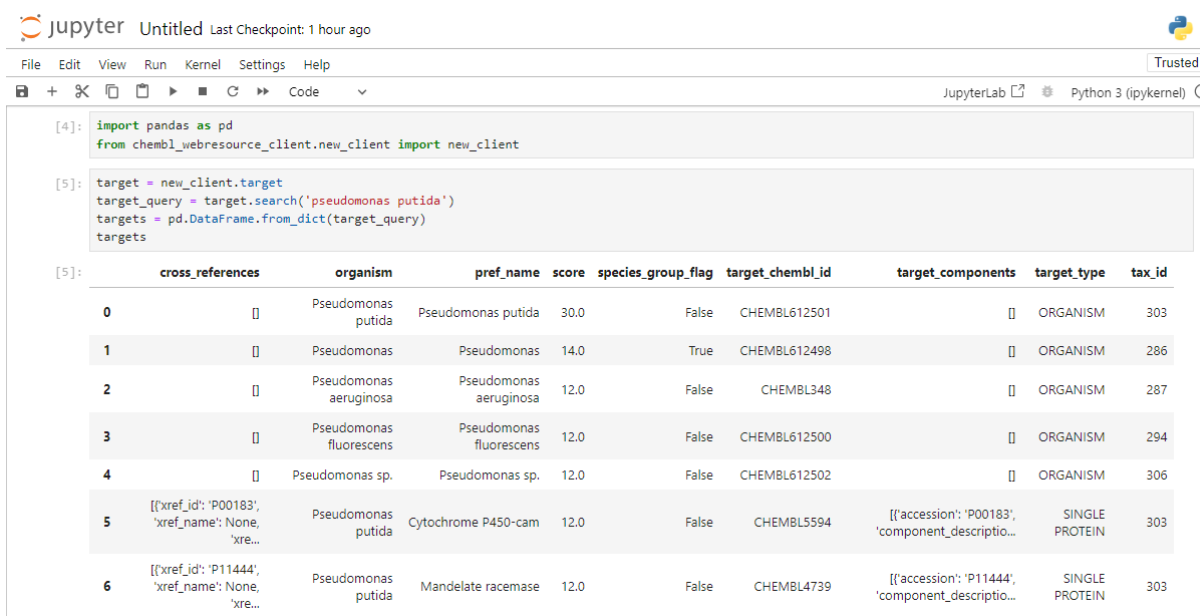 jupyter Untitled Last Checkpoint: 1 hour ago
File Edit View Run Kernel Settings Help Trusted
Code JupyterLab Python 3 (ipykernel)
[4]: import pandas as pd
from chembl_webresource_client.new_client import new_client
[5]: target = new_client.target
target_query = target.search('pseudomonas putida')
targets = pd.DataFrame.from_dict(target_query)
targets
[5]: cross_references organism pref_name score species_group_flag target_chembl_id target_components target_type tax_id
0 [] Pseudomonas putida Pseudomonas putida 30.0 False CHEMBL612501 [] ORGANISM 303
1 [] Pseudomonas Pseudomonas 14.0 True CHEMBL612498 [] ORGANISM 286
2 [] Pseudomonas aeruginosa Pseudomonas aeruginosa 12.0 False CHEMBL348 [] ORGANISM 287
3 [] Pseudomonas fluorescens Pseudomonas fluorescens 12.0 False CHEMBL612500 [] ORGANISM 294
4 [] Pseudomonas sp. Pseudomonas sp. 12.0 False CHEMBL612502 [] ORGANISM 306
5 [{'xref_id': 'P00183', 'xref_name': None, 'xre... Pseudomonas putida Cytochrome P450-cam 12.0 False CHEMBL5594 [{'accession': 'P00183', 'component_descriptio... SINGLE PROTEIN 303
6 [{'xref_id': 'P11444', 'xref_name': None, 'xre... Pseudomonas putida Mandelate racemase 12.0 False CHEMBL4739 [{'accession': 'P11444', 'component_descriptio... SINGLE PROTEIN 303